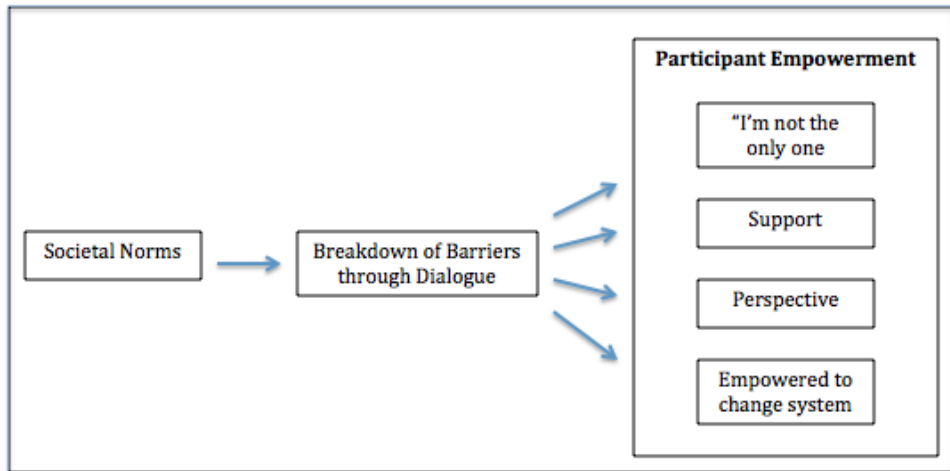 Participant Empowerment
“I’m not the
only one
Support
Societal Norms
Breakdown of Barriers
through Dialogue
Perspective
Empowered to
change system